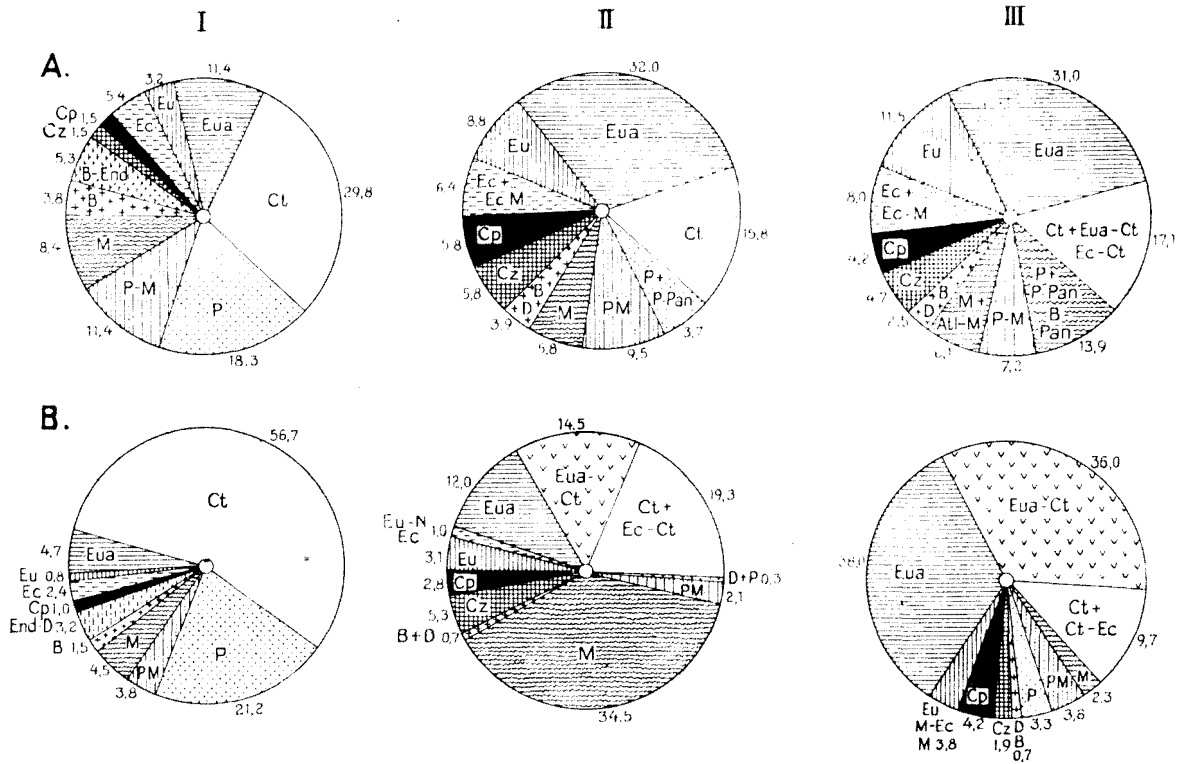 I
II
III
A.
11,4
3,2
5,4
Cp 1,5
Cz 1,5
5,3
3,8
8,4
11,4
18,3
29,8
Eua
Eu
Ec
B-End
B
M
P-M
P
Ct
32,0
8,8
6,4
5,8
5,8
3,9
5,8
9,5
15,8
Eua
Eu
Ec +
Ec M
Cp
Cz
B
D
M
PM
P +
P Pan
Ct
31,0
11,5
8,0
4,2
4,7
2,5
7,2
13,9
17,1
Eua
Eu
Ec +
Ec-M
Cp
Cz
B
D
M +
Atl-M
P-M
P +
P Pan
B
Pan
Ct + Eua-Ct
Ec-Ct
B.
56,7
Ct
4,7 Eua
Eu 0,8
Ec 2,4
Cp 1,0
End D 3,2
B 1,5
4,5 M
3,8 PM
21,2 P
14,5
Eua-
Ct
12,0
Eua
19,3
Ct +
Ec-Ct
Eu-N
Ec 1,0
3,1 Eu
2,8 Cp
5,3 Cz
B + D 0,7
M
34,5
D+P 0,3
PM
2,1
36,0
Eua-Ct
38,0
Eua
Ct +
Ct-Ec
9,7
M
2,3
PM
3,8
P
3,3
Cp
4,2
Eu
M-Ec
M 3,8
Cz
1,9
D
B
0,7